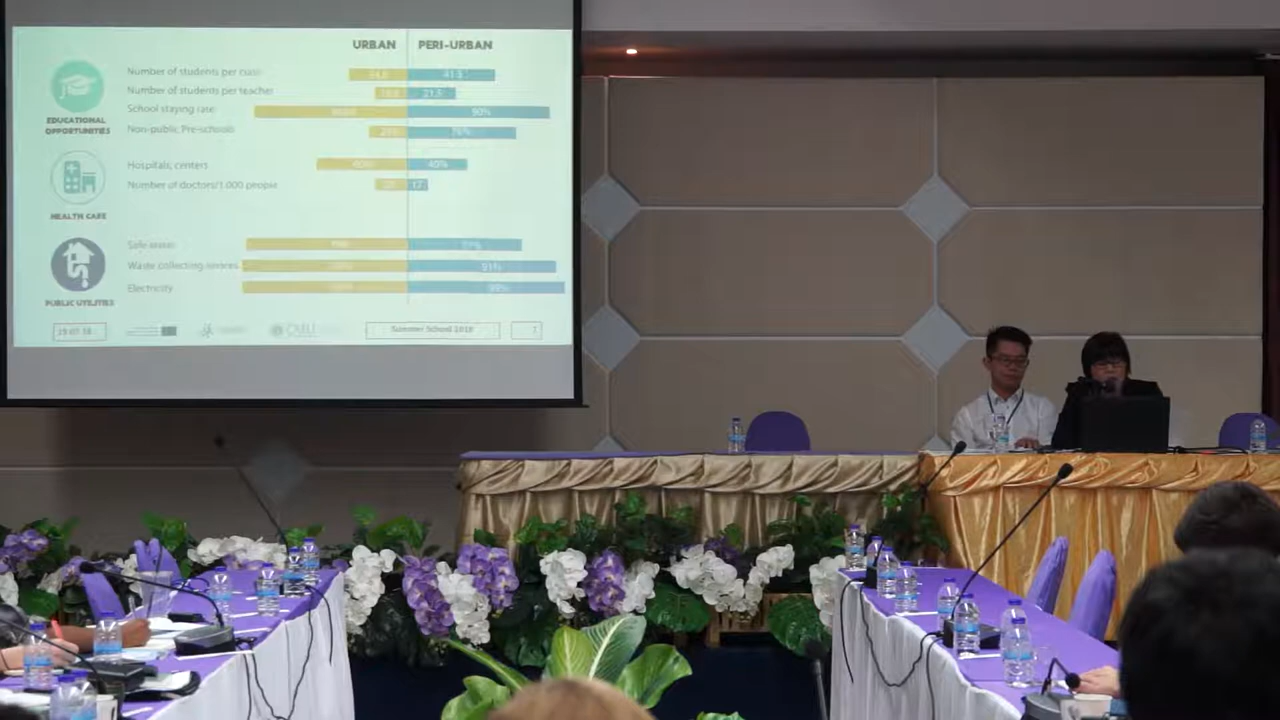 URBAN PERI-URBAN
Number of students per class 41.5
Number of students per teacher 21.5
School staying rate 90%
Non-public Pre-schools 76%
EDUCATIONAL
OPPORTUNITIES
Hospitals, centers 60% 40%
Number of doctors/1.000 people
HEALTH CARE
Safe water
Waste collecting services 91%
Electricity 99%
PUBLIC UTILITIES
Summer School 2018